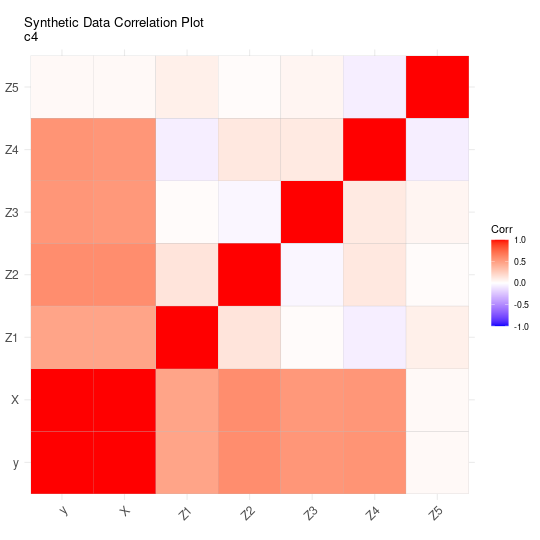 Synthetic Data Correlation Plot
c4
Z5
Z4
Z3
Z2
Z1
X
y
Corr
1.0
0.5
0.0
-0.5
-1.0
y X Z1 Z2 Z3 Z4 Z5